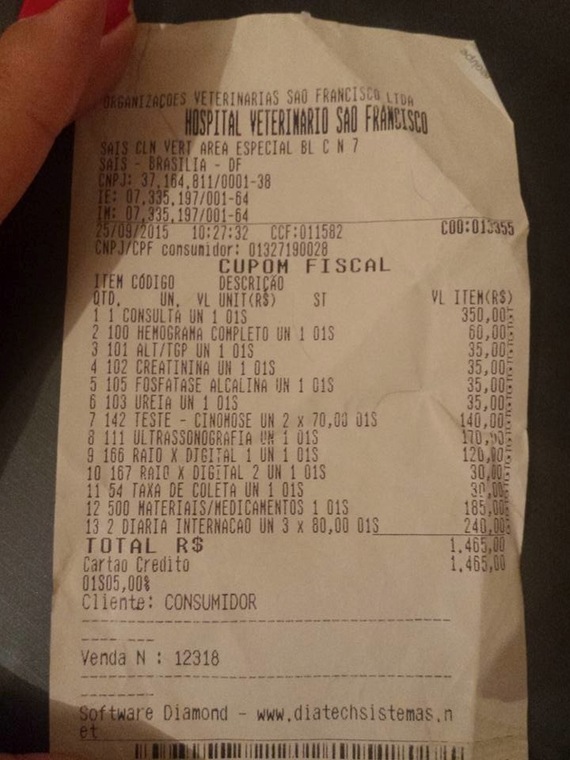 ORGANIZAÇOES VETERINARIAS SAO FRANCISCO LTDA
HOSPITAL VETERINARIO SAO FRANCISCO
SAIS CLN VERT AREA ESPECIAL BL C N 7
SAIS - BRASILIA - DF
CNPJ: 37.164.811/0001-38
IE: 07.335.197/001-64
IM: 07.335.197/001-64
25/09/2015 10:27:32 CCF:011582 COO:013355
CNPJ/CPF consumidor: 01327190028
CUPOM FISCAL
ITEM CÓDIGO DESCRIÇÃO
QTD. UN. VL UNIT(R$) ST VL ITEM(R$)
1 1 CONSULTA UN 1 01S 350,00
2 100 HEMOGRAMA COMPLETO UN 1 01S 60,00
3 101 ALT/TGP UN 1 01S 35,00
4 102 CREATININA UN 1 01S 35,00
5 105 FOSFATASE ALCALINA UN 1 01S 35,00
6 103 UREIA UN 1 01S 35,00
7 142 TESTE - CINOMOSE UN 2 x 70,00 01S 140,00
8 111 ULTRASSONOGRAFIA UN 1 01S 170,00
9 166 RAIO X DIGITAL 1 UN 1 01S 120,00
10 167 RAIO X DIGITAL 2 UN 1 01S 30,00
11 54 TAXA DE COLETA UN 1 01S 30,00
12 500 MATERIAIS/MEDICAMENTOS 1 01S 185,00
13 2 DIARIA INTERNACAO UN 3 x 80,00 01S 240,00
TOTAL R$ 1.465,00
Cartao Credito 1.465,00
01S05,00%
Cliente: CONSUMIDOR
Venda N : 12318
Software Diamond - www.diatechsistemas.n
et